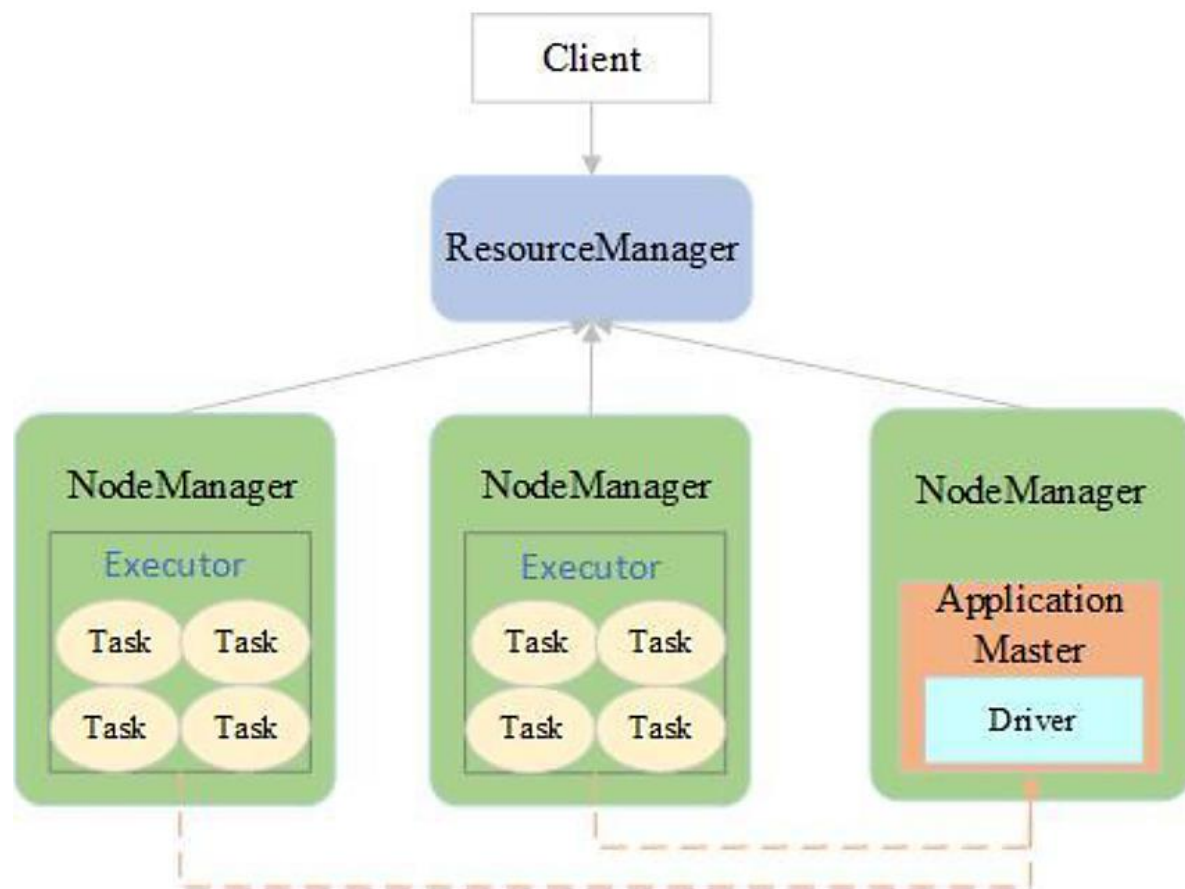 Client
ResourceManager
NodeManager
Executor
Task Task
Task Task
NodeManager
Executor
Task Task
Task Task
NodeManager
Application
Master
Driver